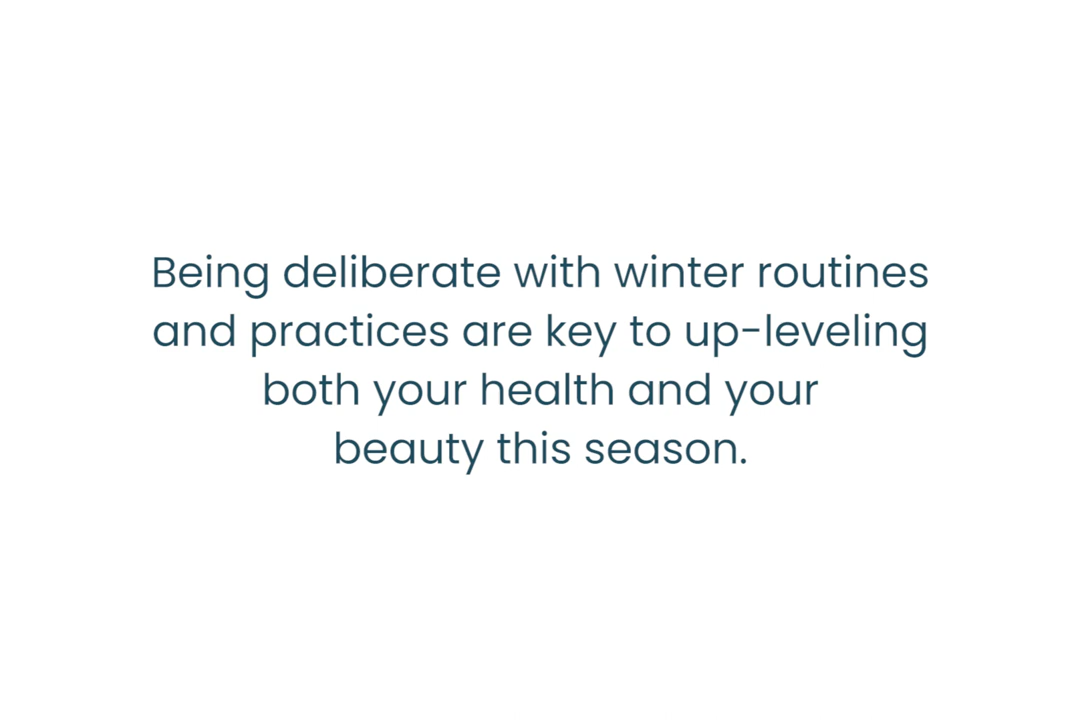 Being deliberate with winter routines
and practices are key to up-leveling
both your health and your
beauty this season.